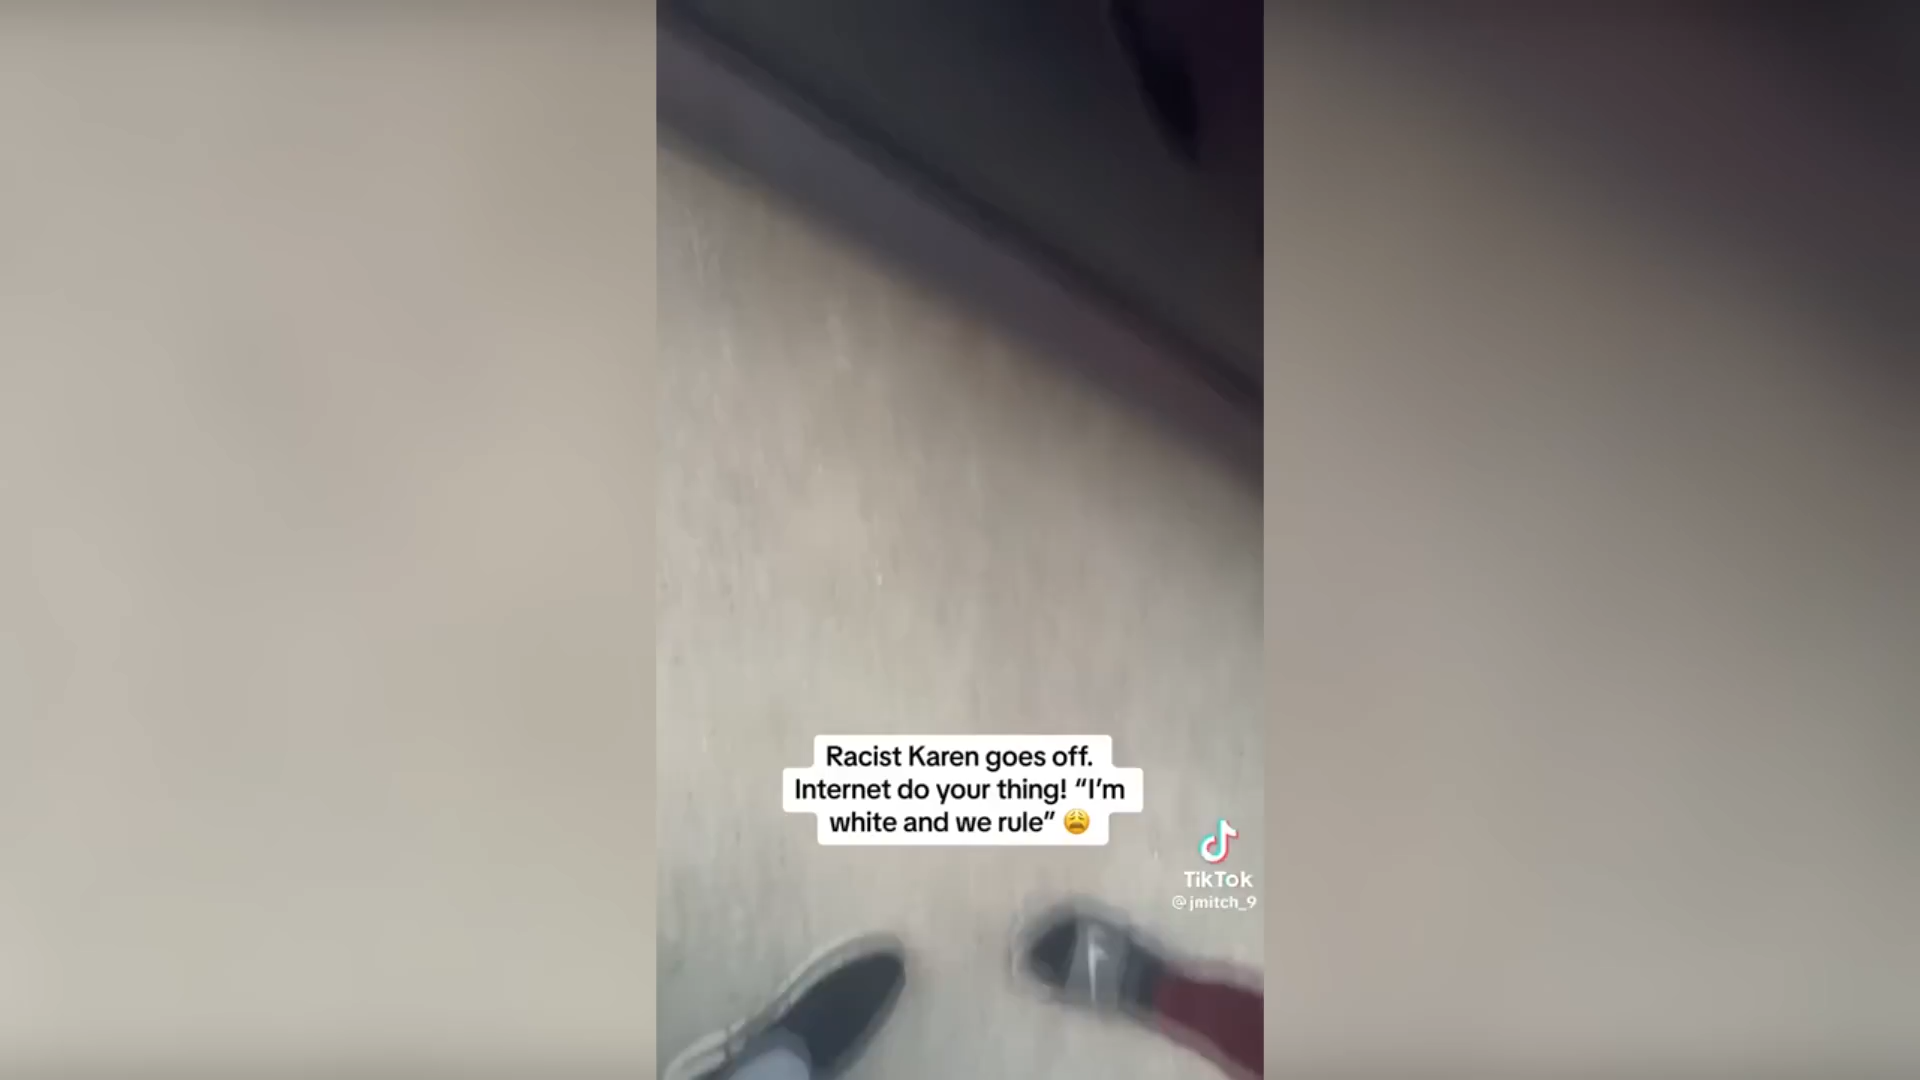 Racist Karen goes off.
Internet do your thing! “I’m
white and we rule” 😩
TikTok
@jmitch_9